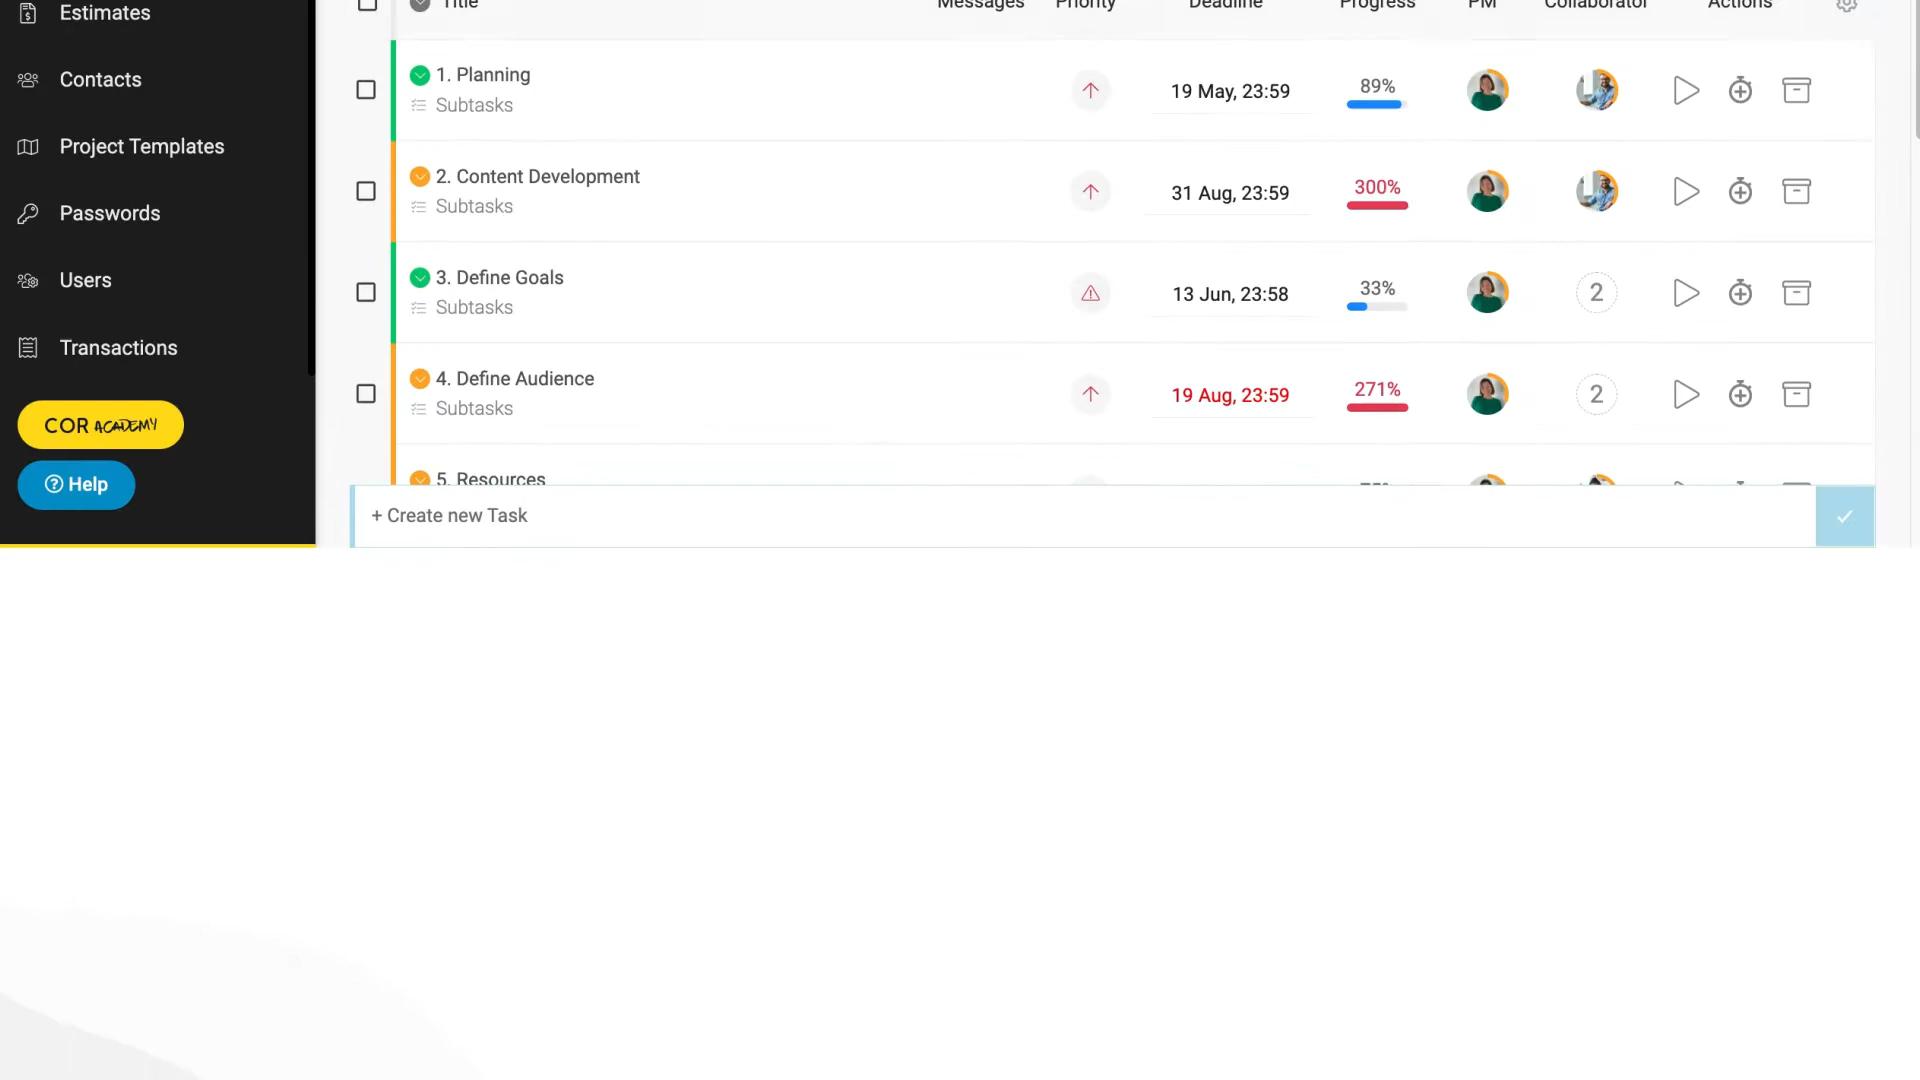 Estimates
Contacts
Project Templates
Passwords
Users
Transactions
COR ACADEMY
Help
Title Messages Priority Deadline Progress PM Collaborator Actions
1. Planning
Subtasks
19 May, 23:59 89%
2. Content Development
Subtasks
31 Aug, 23:59 300%
3. Define Goals
Subtasks
13 Jun, 23:58 33% 2
4. Define Audience
Subtasks
19 Aug, 23:59 271% 2
5. Resources
+ Create new Task